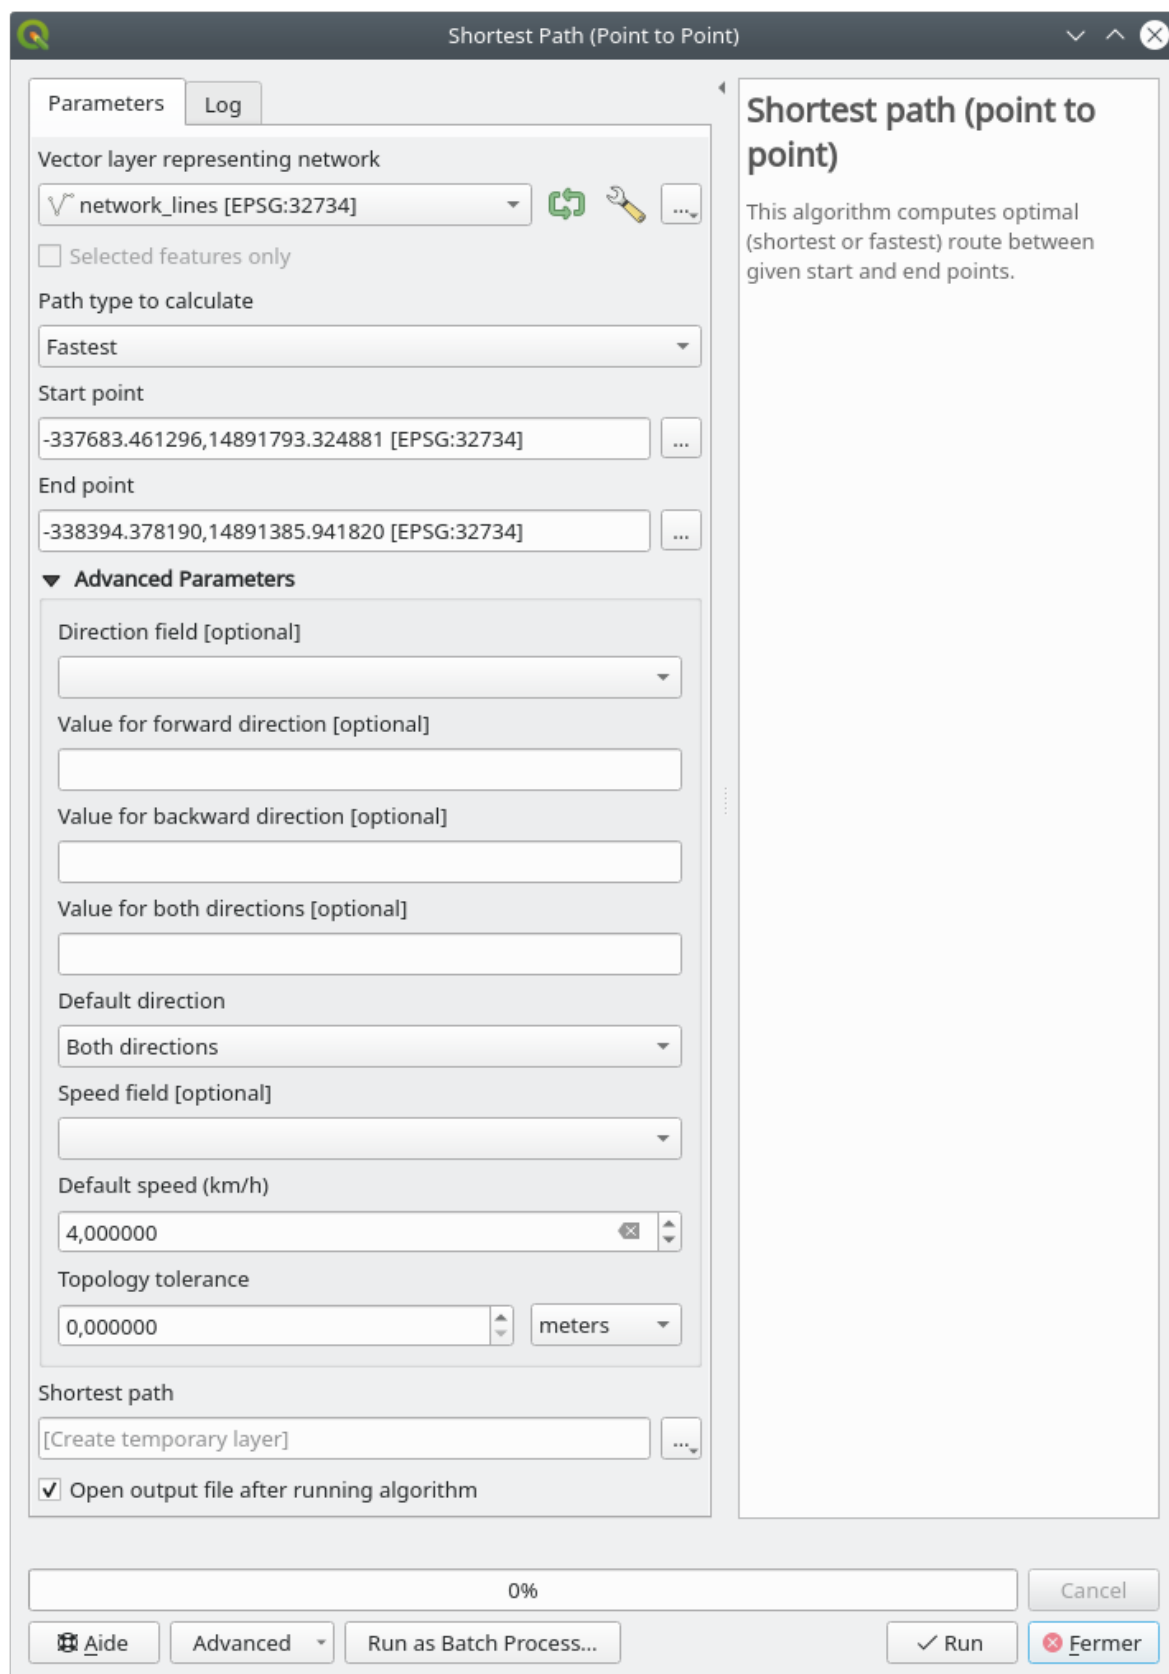 Shortest Path (Point to Point)
Parameters
Log
Vector layer representing network
network_lines [EPSG:32734]
...
Selected features only
Path type to calculate
Fastest
Start point
-337683.461296,14891793.324881 [EPSG:32734]
...
End point
-338394.378190,14891385.941820 [EPSG:32734]
...
Advanced Parameters
Direction field [optional]
Value for forward direction [optional]
Value for backward direction [optional]
Value for both directions [optional]
Default direction
Both directions
Speed field [optional]
Default speed (km/h)
4,000000
Topology tolerance
0,000000
meters
Shortest path
[Create temporary layer]
...
Open output file after running algorithm
Shortest path (point to
point)
This algorithm computes optimal
(shortest or fastest) route between
given start and end points.
0%
Cancel
Aide
Advanced
Run as Batch Process...
Run
Fermer